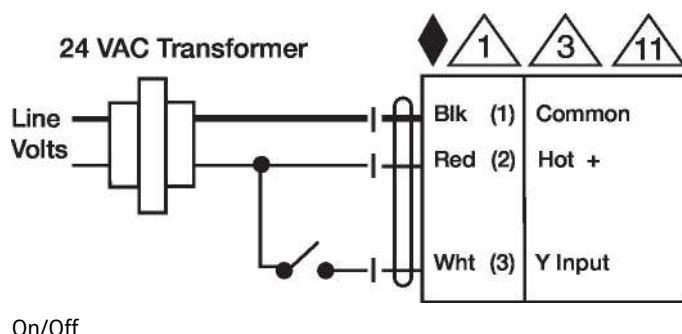 24 VAC Transformer
1 3 11
Line
Volts
Blk (1) Common
Red (2) Hot +
Wht (3) Y Input
On/Off